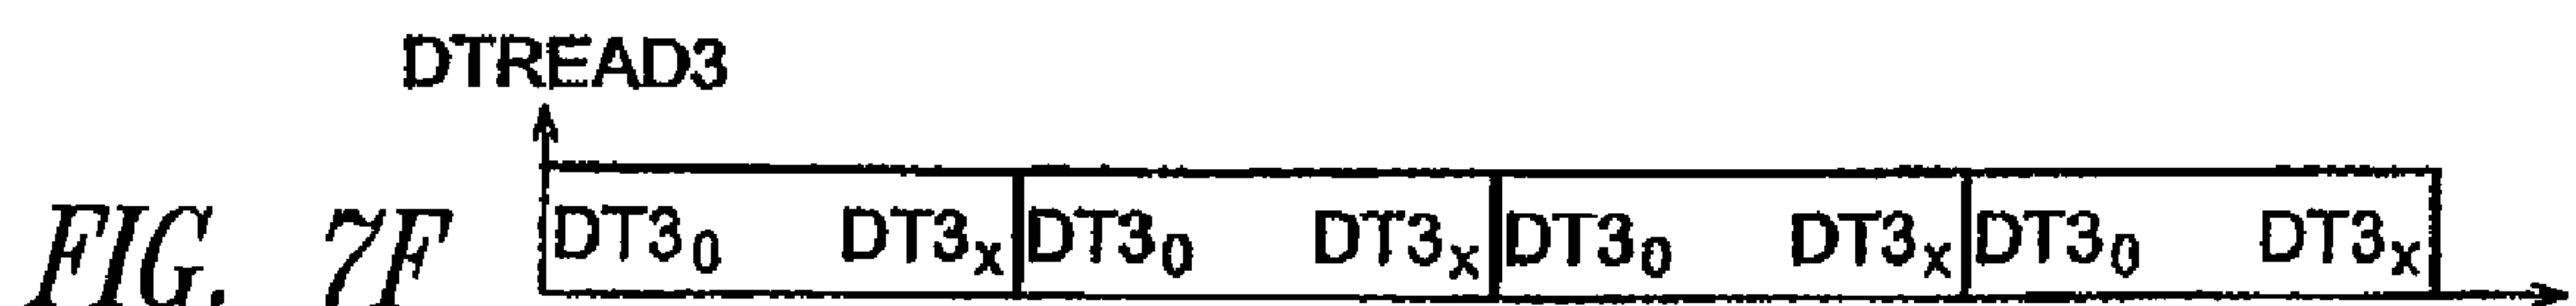 DTREAD3
FIG. 7F DT3₀ DT3ₓ DT3₀ DT3ₓ DT3₀ DT3ₓ DT3₀ DT3ₓ